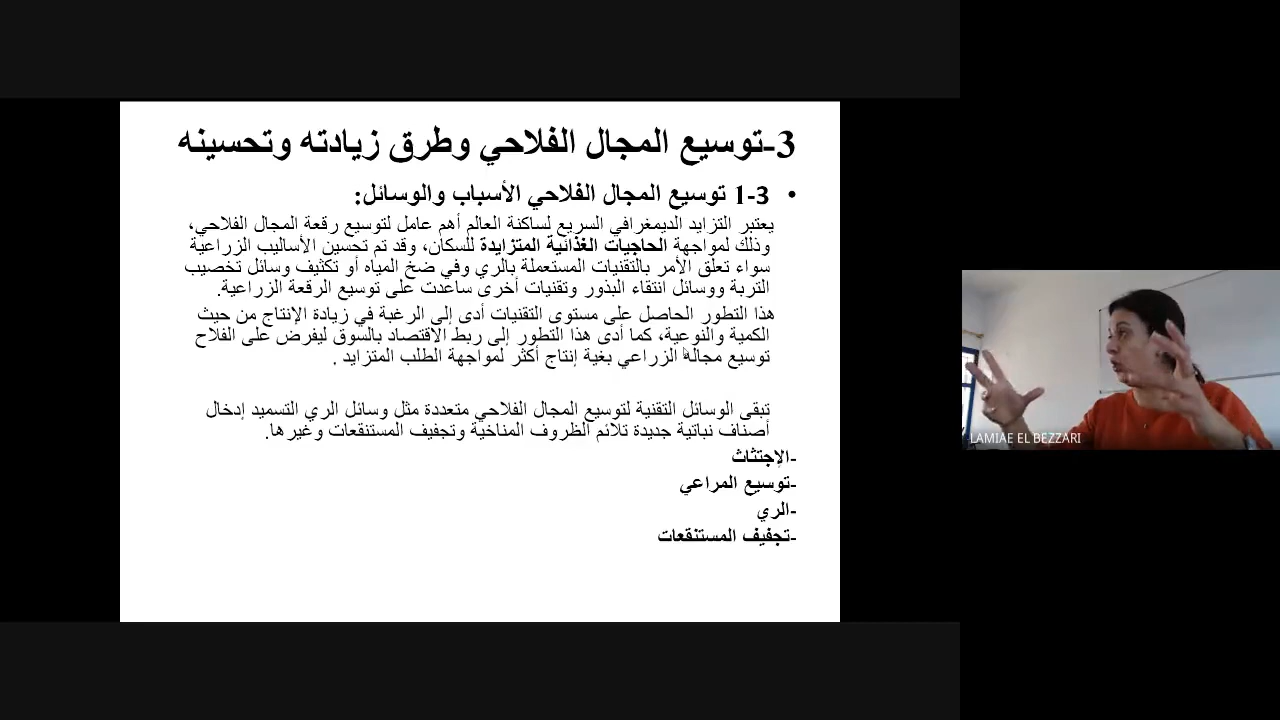 3-توسيع المجال الفلاحي وطرق زيادته وتحسينه
• 3-1 توسيع المجال الفلاحي الأسباب والوسائل:
يعتبر التزايد الديمغرافي السريع لساكنة العالم أهم عامل لتوسيع رقعة المجال الفلاحي،
وذلك لمواجهة الحاجيات الغذائية المتزايدة للسكان، وقد تم تحسين الأساليب الزراعية
سواء تعلق الأمر بالتقنيات المستعملة بالري وفي ضخ المياه أو تكثيف وسائل تخصيب
التربة ووسائل انتقاء البذور وتقنيات أخرى ساعدت على توسيع الرقعة الزراعية.
هذا التطور الحاصل على مستوى التقنيات أدى إلى الرغبة في زيادة الإنتاج من حيث
الكمية والنوعية، كما أدى هذا التطور إلى ربط الاقتصاد بالسوق ليفرض على الفلاح
توسيع مجاله الزراعي بغية إنتاج أكثر لمواجهة الطلب المتزايد .
تبقى الوسائل التقنية لتوسيع المجال الفلاحي متعددة مثل وسائل الري التسميد إدخال
أصناف نباتية جديدة تلائم الظروف المناخية وتجفيف المستنقعات وغيرها.
-الإجتثاث
-توسيع المراعي
-الري
-تجفيف المستنقعات
LAMIAE EL BEZZARI